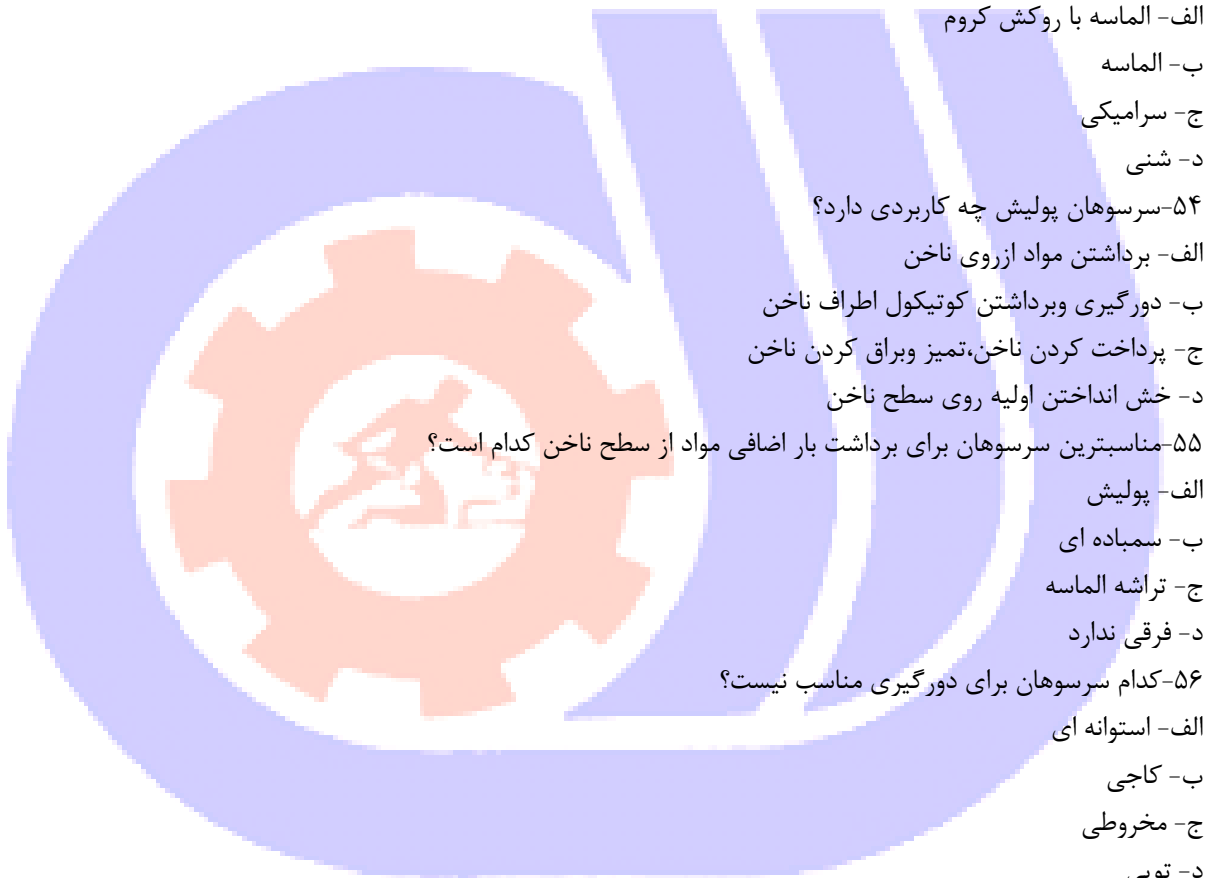 الف- الماسه با روکش کروم
ب- الماسه
ج- سرامیکی
د- شنی
۵۴-سرسوهان پولیش چه کاربردی دارد؟
الف- برداشتن مواد ازروی ناخن
ب- دورگیری وبرداشتن کوتیکول اطراف ناخن
ج- پرداخت کردن ناخن،تمیز وبراق کردن ناخن
د- خش انداختن اولیه روی سطح ناخن
۵۵-مناسبترین سرسوهان برای برداشت بار اضافی مواد از سطح ناخن کدام است؟
الف- پولیش
ب- سمباده ای
ج- تراشه الماسه
د- فرقی ندارد
۵۶-کدام سرسوهان برای دورگیری مناسب نیست؟
الف- استوانه ای
ب- کاجی
ج- مخروطی
د- توپی